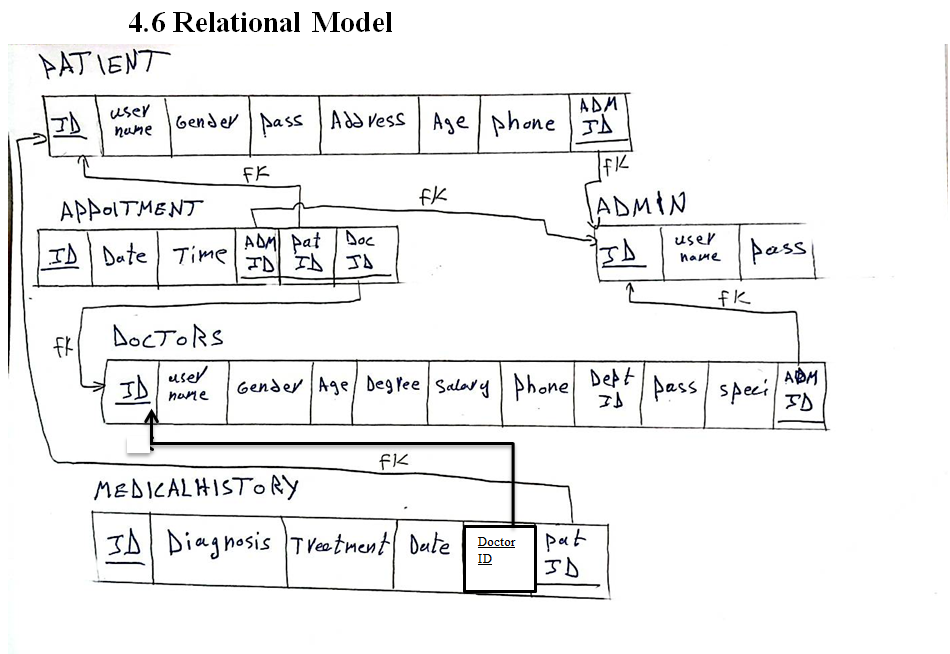 4.6 Relational Model
PATIENT
ID user name Gender pass Address Age phone ADM ID
FK FK
FK
APPOITMENT
ID Date Time ADM ID pat ID Doc ID
ADMIN
ID user name pass
FK
FK
DOCTORS
ID user name Gender Age Degree Salary phone Dept ID pass speci ADM ID
FK
MEDICALHISTORY
ID Diagnosis Treatment Date Doctor ID pat ID